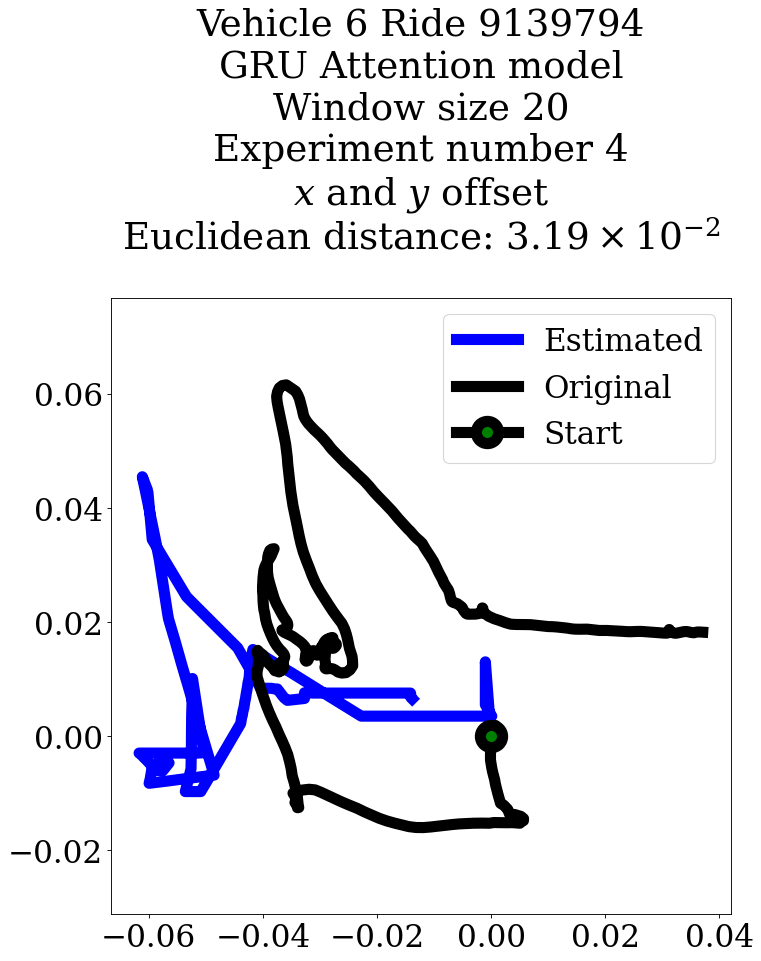 Vehicle 6 Ride 9139794
GRU Attention model
Window size 20
Experiment number 4
x and y offset
Euclidean distance: 3.19 × 10⁻²
Estimated
Original
Start
0.06
0.04
0.02
0.00
−0.02
−0.06 −0.04 −0.02 0.00 0.02 0.04